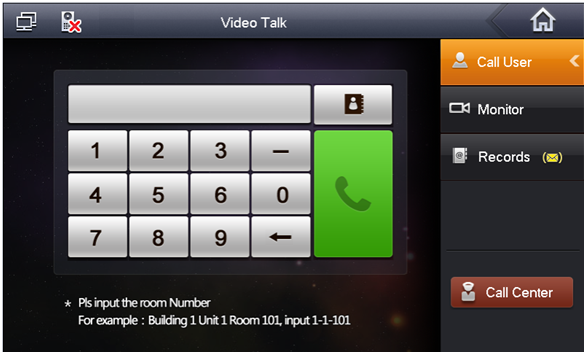 Video Talk
Call User
Monitor
Records
1 2 3 —
4 5 6 0
7 8 9 ←
* Pls input the room Number
For example : Building 1 Unit 1 Room 101, input 1-1-101
Call Center